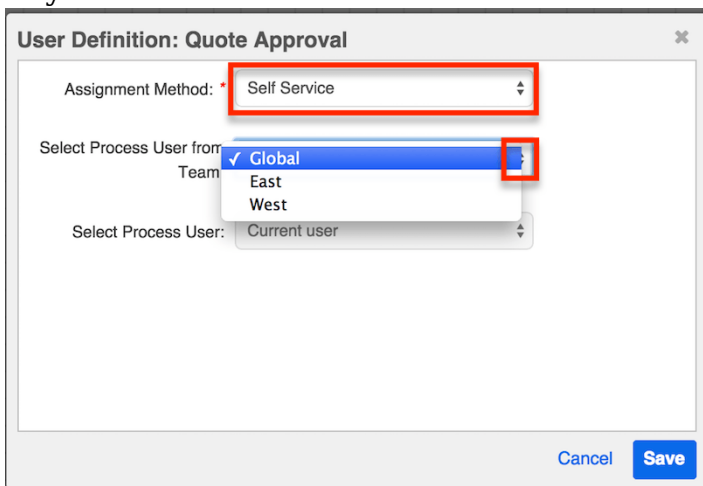 User Definition: Quote Approval
Assignment Method: * Self Service
Select Process User from
Team
✓ Global
East
West
Select Process User: Current user
Cancel Save